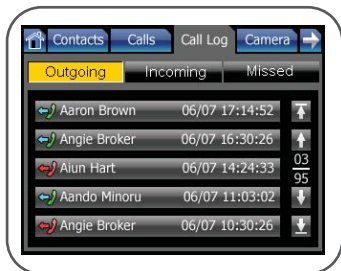 Contacts Calls Call Log Camera
Outgoing Incoming Missed
Aaron Brown 06/07 17:14:52
Angie Broker 06/07 16:30:26
Aiun Hart 06/07 14:24:33
03
95
Aando Minoru 06/07 11:03:02
Angie Broker 06/07 10:30:26